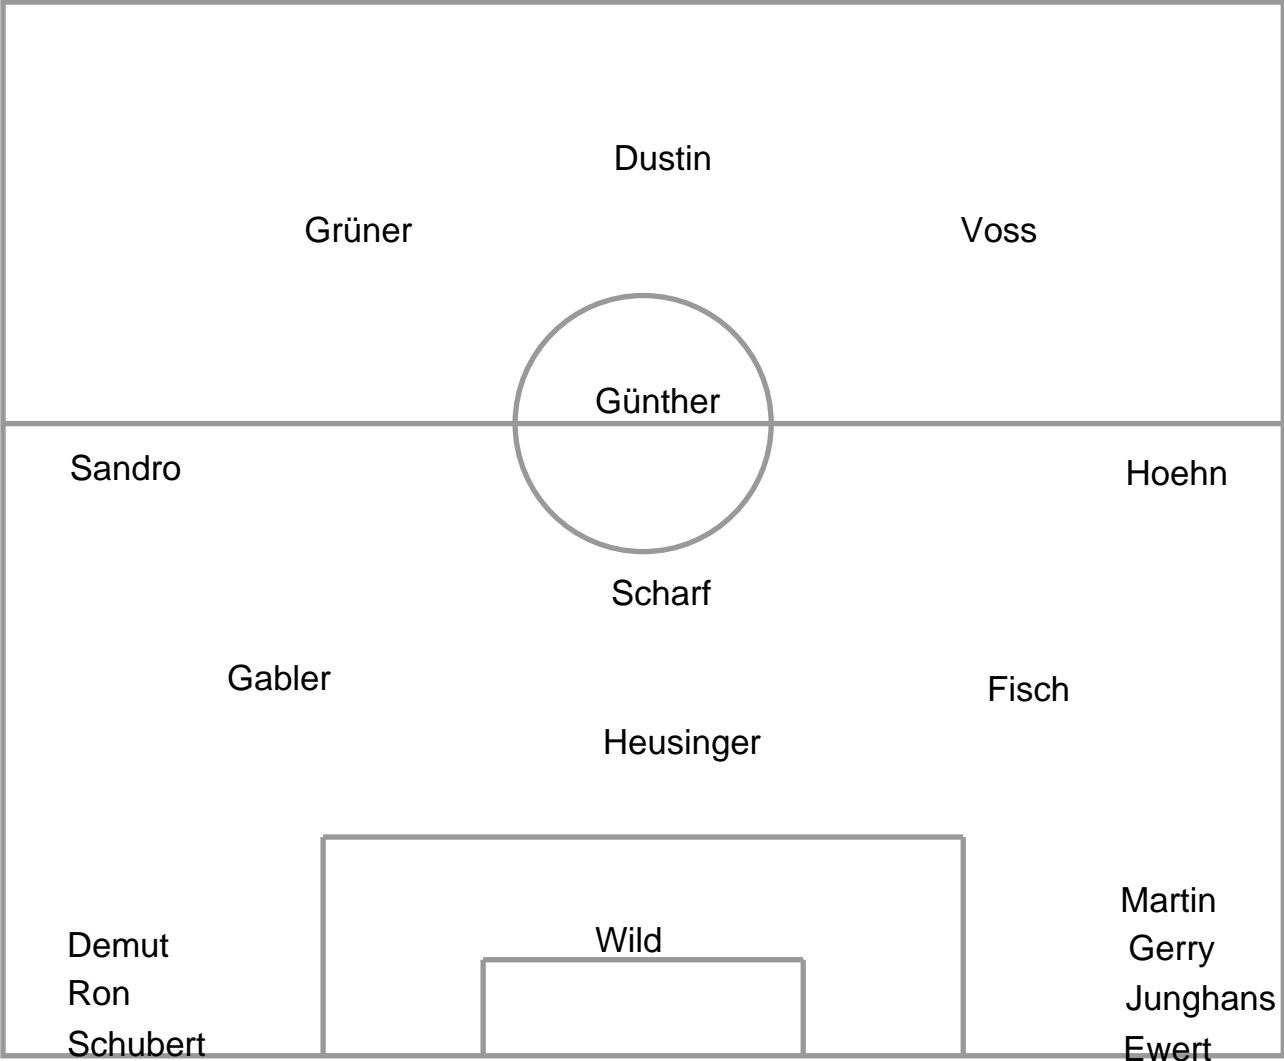 Dustin
Grüner
Voss
Günther
Sandro
Hoehn
Scharf
Gabler
Fisch
Heusinger
Wild
Demut
Ron
Schubert
Martin
Gerry
Junghans
Ewert